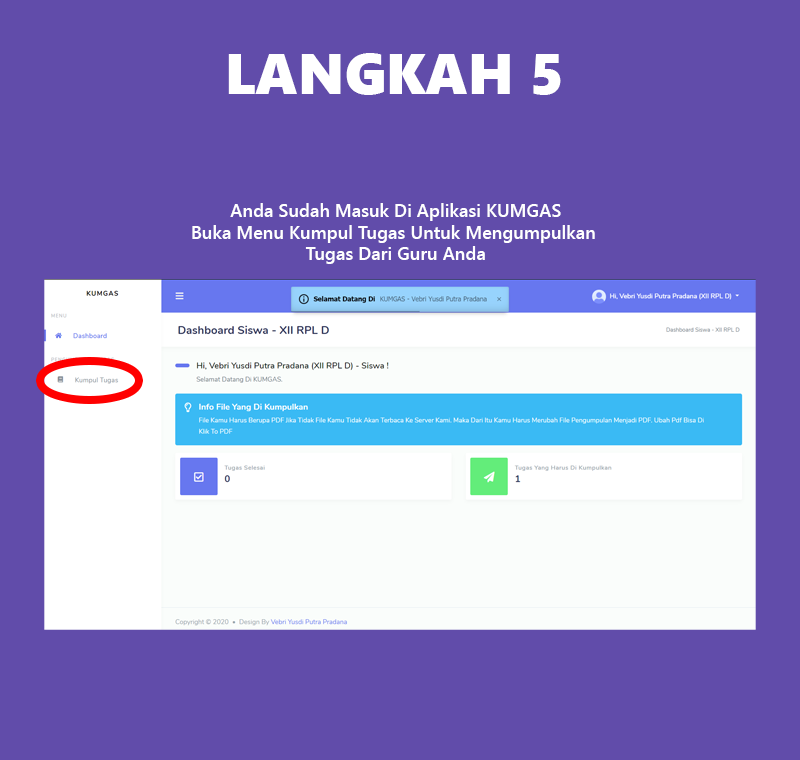 LANGKAH 5
Anda Sudah Masuk Di Aplikasi KUMGAS
Buka Menu Kumpul Tugas Untuk Mengumpulkan
Tugas Dari Guru Anda
KUMGAS
Selamat Datang Di KUMGAS - Vebri Yusdi Putra Pradana ×
Hi, Vebri Yusdi Putra Pradana (XII RPL D)
MENU
Dashboard
Kumpul Tugas
Dashboard Siswa - XII RPL D
Dashboard Siswa - XII RPL D
Hi, Vebri Yusdi Putra Pradana (XII RPL D) - Siswa !
Selamat Datang Di KUMGAS.
Info File Yang Di Kumpulkan
File Kamu Harus Berupa PDF Jika Tidak File Kamu Tidak Akan Terbaca Ke Server Kami. Maka Dari Itu Kamu Harus Merubah File Pengumpulan Menjadi PDF. Ubah Pdf Bisa Di
Klik To PDF
Tugas Selesai
0
Tugas Yang Harus Di Kumpulkan
1
Copyright © 2020 • Design By Vebri Yusdi Putra Pradana